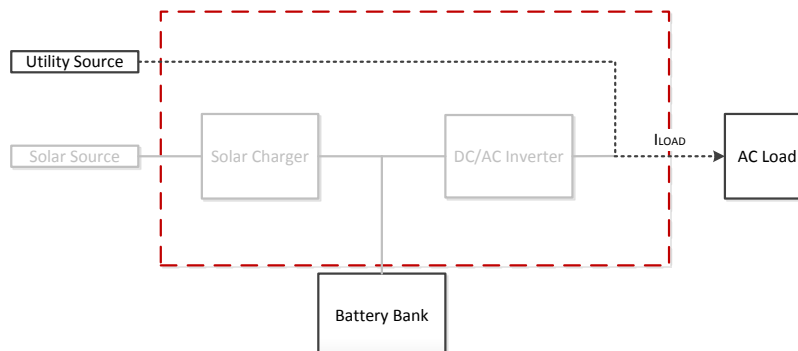 Utility Source
Solar Source
Solar Charger
DC/AC Inverter
ILOAD
AC Load
Battery Bank